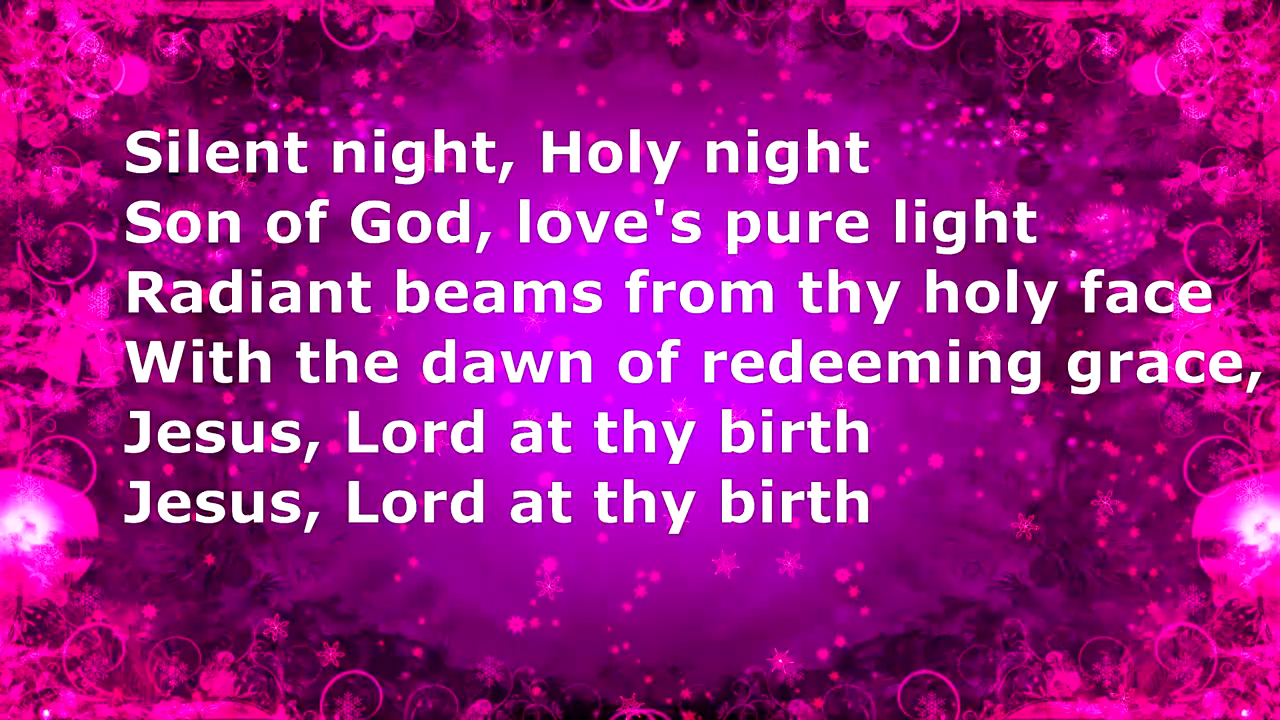 Silent night, Holy night
Son of God, love's pure light
Radiant beams from thy holy face
With the dawn of redeeming grace,
Jesus, Lord at thy birth
Jesus, Lord at thy birth